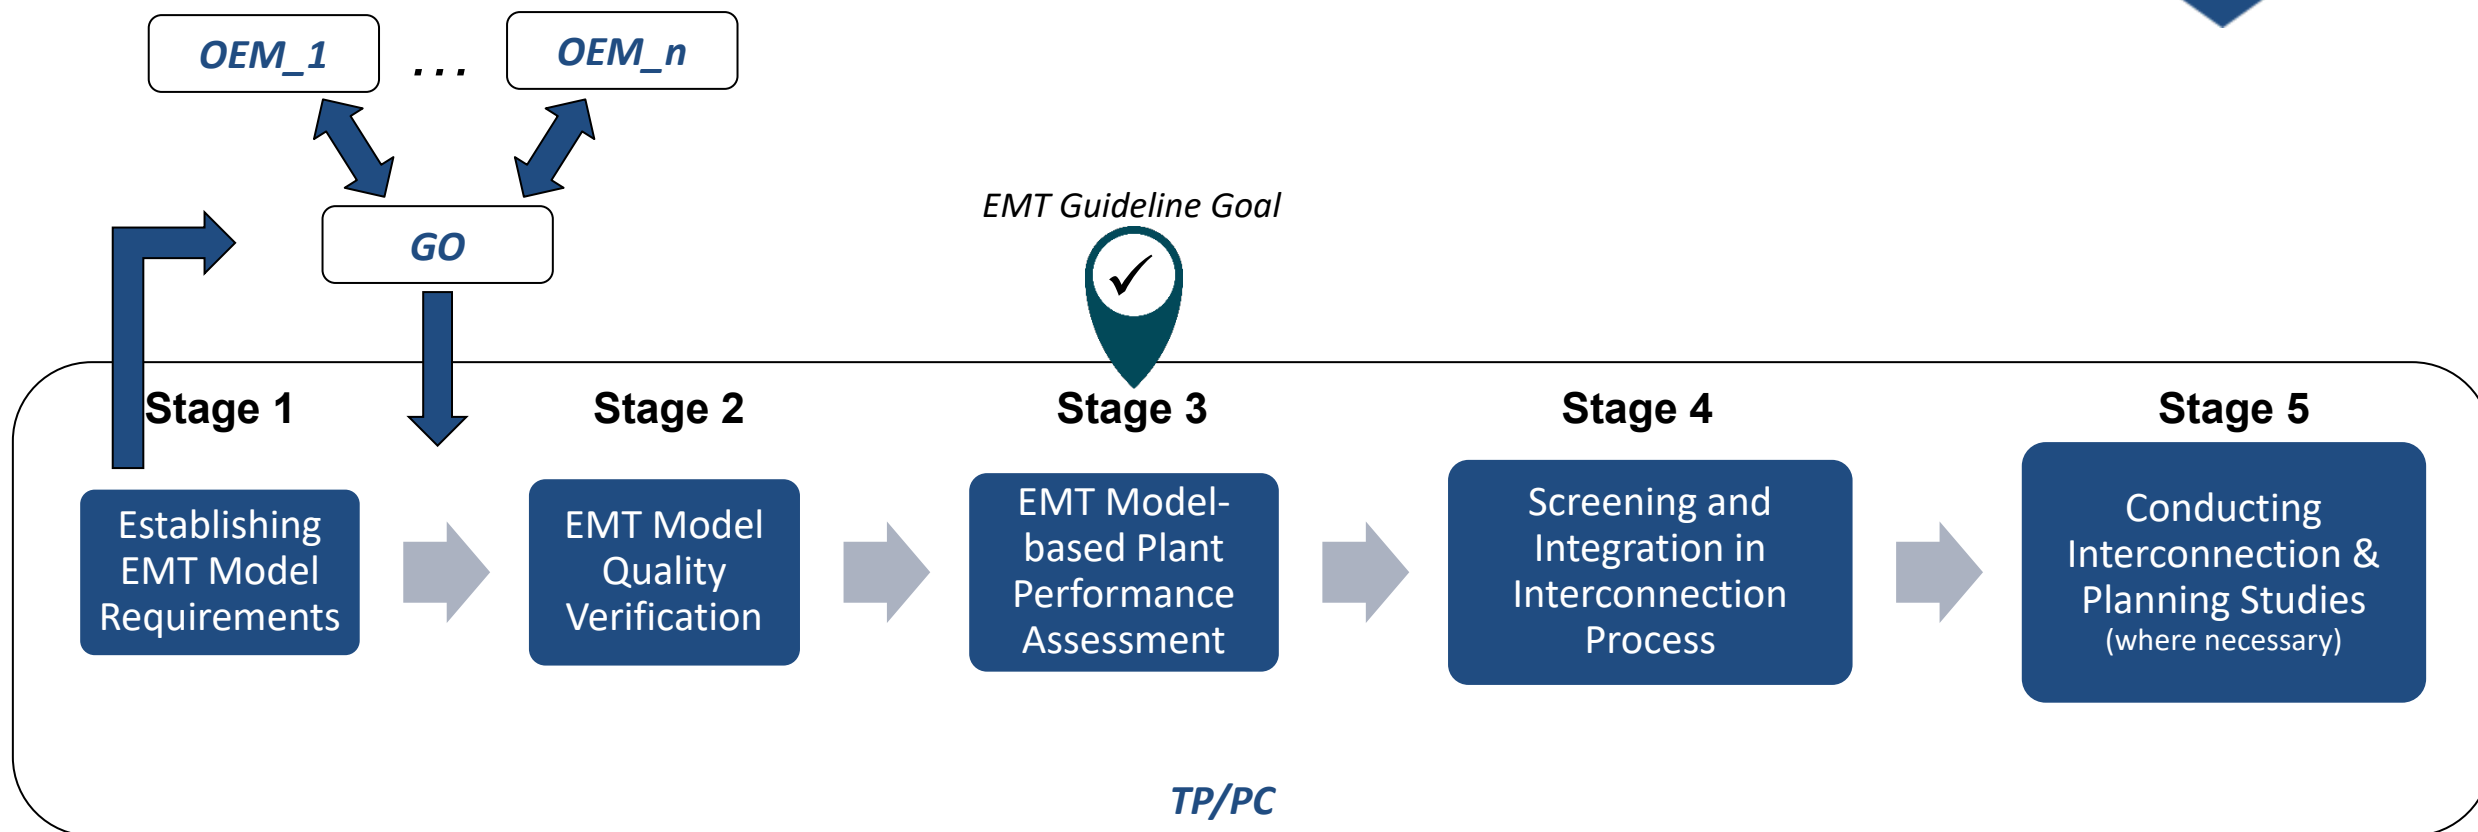 OEM_1 ... OEM_n
GO
EMT Guideline Goal
Stage 1
Stage 2
Stage 3
Stage 4
Stage 5
Establishing
EMT Model
Requirements
EMT Model
Quality
Verification
EMT Model-
based Plant
Performance
Assessment
Screening and
Integration in
Interconnection
Process
Conducting
Interconnection &
Planning Studies
(where necessary)
TP/PC